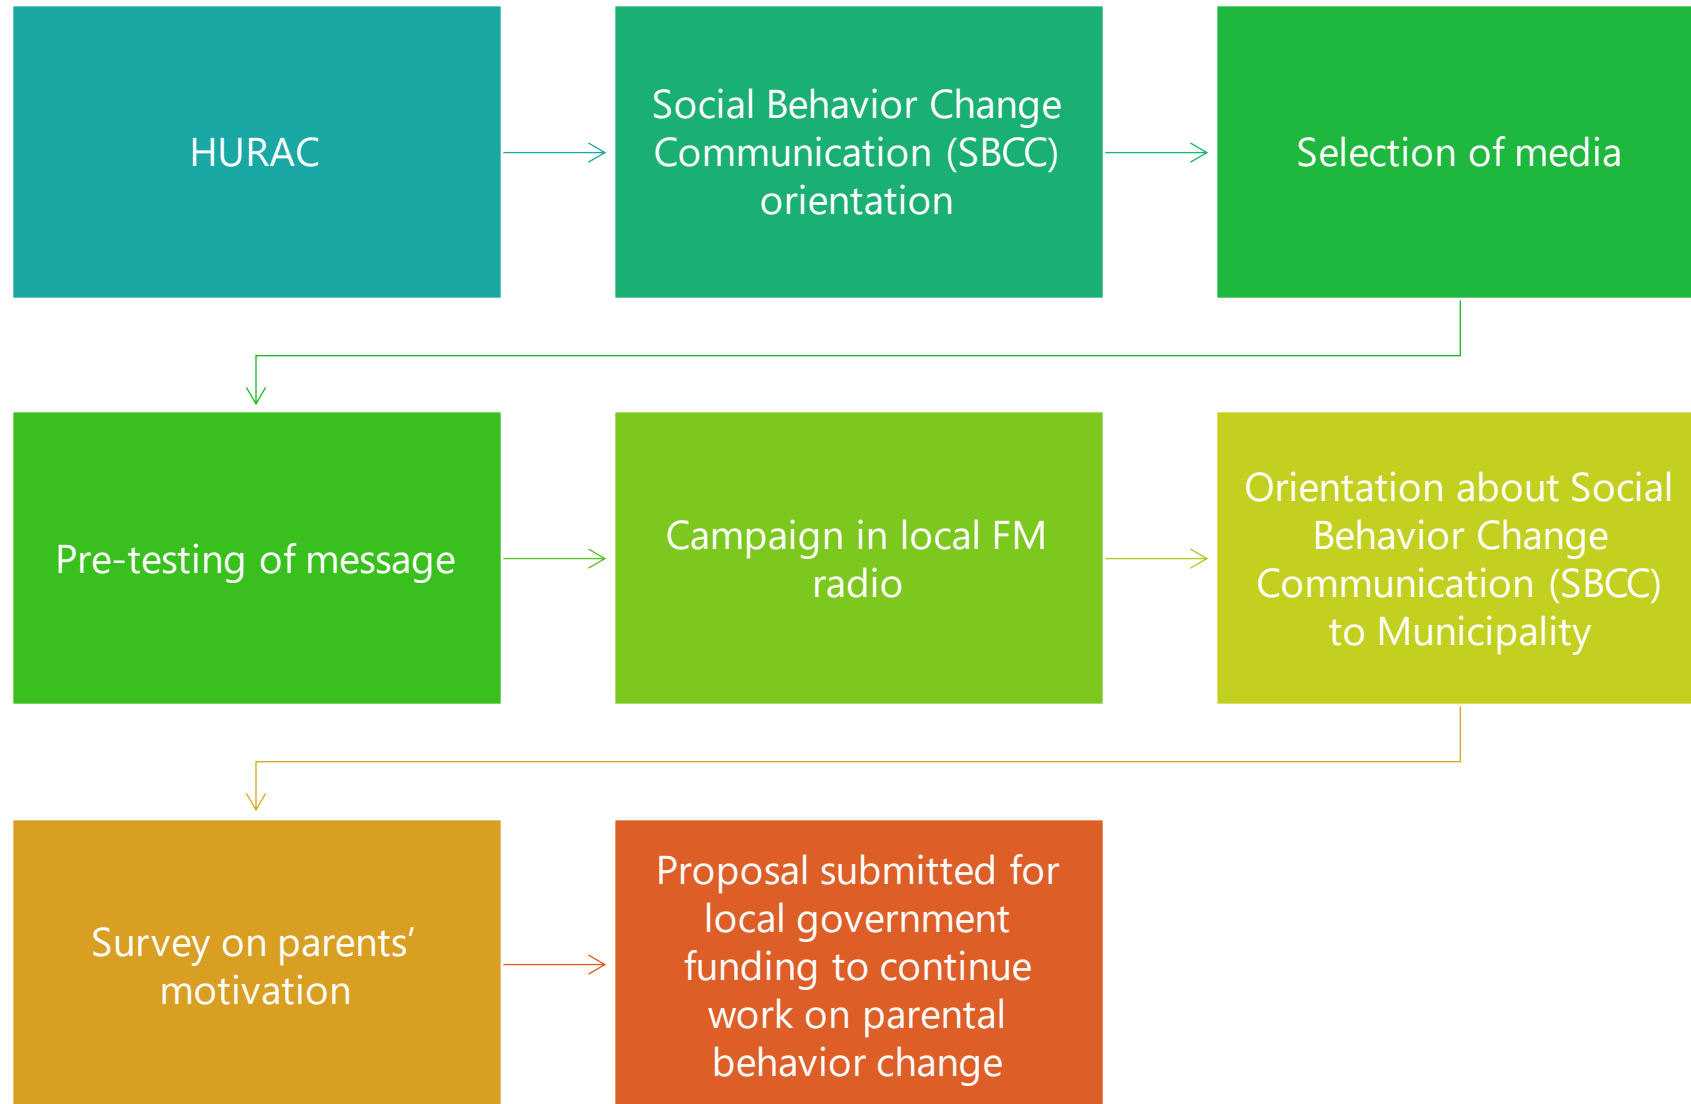 HURAC
Social Behavior Change
Communication (SBCC)
orientation
Selection of media
Pre-testing of message
Campaign in local FM
radio
Orientation about Social
Behavior Change
Communication (SBCC)
to Municipality
Survey on parents’
motivation
Proposal submitted for
local government
funding to continue
work on parental
behavior change